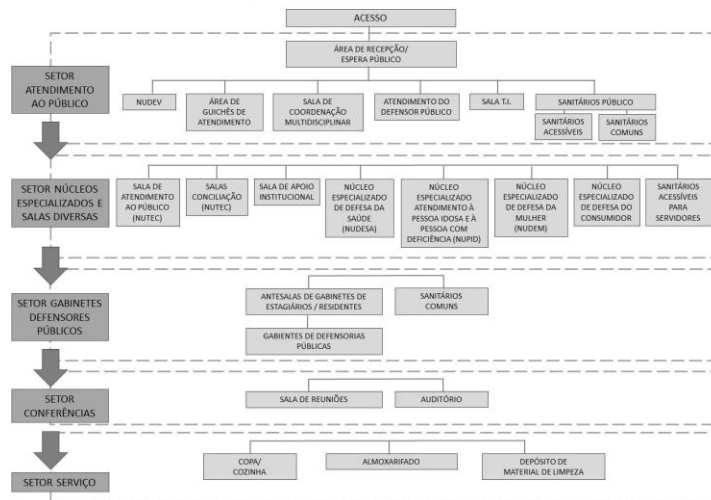 ACESSO
ÁREA DE RECEPÇÃO/
ESPERA PÚBLICO
SETOR
ATENDIMENTO
AO PÚBLICO
NUDEV
ÁREA DE
GUICHÊS DE
ATENDIMENTO
SALA DE
COORDENAÇÃO
MULTIDISCIPLINAR
ATENDIMENTO DO
DEFENSOR PÚBLICO
SALA T.I.
SANITÁRIOS PÚBLICO
SANITÁRIOS
ACESSÍVEIS
SANITÁRIOS
COMUNS
SETOR NÚCLEOS
ESPECIALIZADOS E
SALAS DIVERSAS
SALA DE
ATENDIMENTO
AO PÚBLICO
(NUTEC)
SALAS
CONCILIAÇÃO
(NUTEC)
SALA DE APOIO
INSTITUCIONAL
NÚCLEO
ESPECIALIZADO
DE DEFESA DA
SAÚDE
(NUDESA)
NÚCLEO
ESPECIALIZADO
ATENDIMENTO À
PESSOA IDOSA E À
PESSOA COM
DEFICIÊNCIA (NUPID)
NÚCLEO
ESPECIALIZADO
DE DEFESA DA
MULHER
(NUDEM)
NÚCLEO
ESPECIALIZADO
DE DEFESA DO
CONSUMIDOR
SANITÁRIOS
ACESSÍVEIS
PARA
SERVIDORES
SETOR GABINETES
DEFENSORES
PÚBLICOS
ANTESALAS DE GABINETES DE
ESTAGIÁRIOS / RESIDENTES
SANITÁRIOS
COMUNS
GABIENTES DE DEFENSORIAS
PÚBLICAS
SETOR
CONFERÊNCIAS
SALA DE REUNIÕES
AUDITÓRIO
SETOR SERVIÇO
COPA/
COZINHA
ALMOXARIFADO
DEPÓSITO DE
MATERIAL DE LIMPEZA